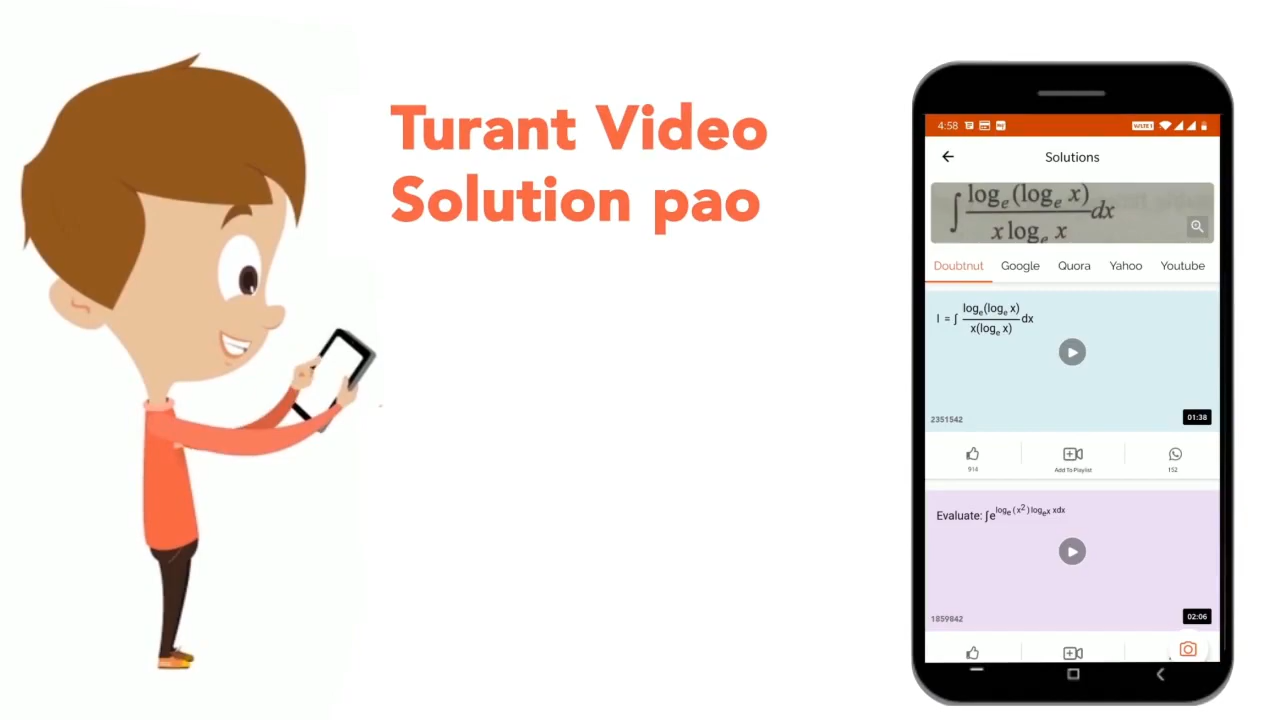 Turant Video
Solution pao
4:58
VoLTE
Solutions
∫ logₑ(logₑ x) / x logₑ x dx
Doubtnut Google Quora Yahoo Youtube
I = ∫ logₑ(logₑ x) / x(logₑ x) dx
2351542 01:38
914 Add To Playlist 152
Evaluate: ∫e^logₑ(x²)logₑx xdx
1859842 02:06